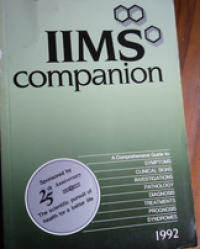 IIMS
companion
Sponsored by
25th Anniversary
The scientific pursuit of
health for a better life
A Comprehensive Guide to:
SYMPTOMS
CLINICAL SIGNS
INVESTIGATIONS
PATHOLOGY
DIAGNOSIS
TREATMENTS
PROGNOSIS
SYNDROMES
1992